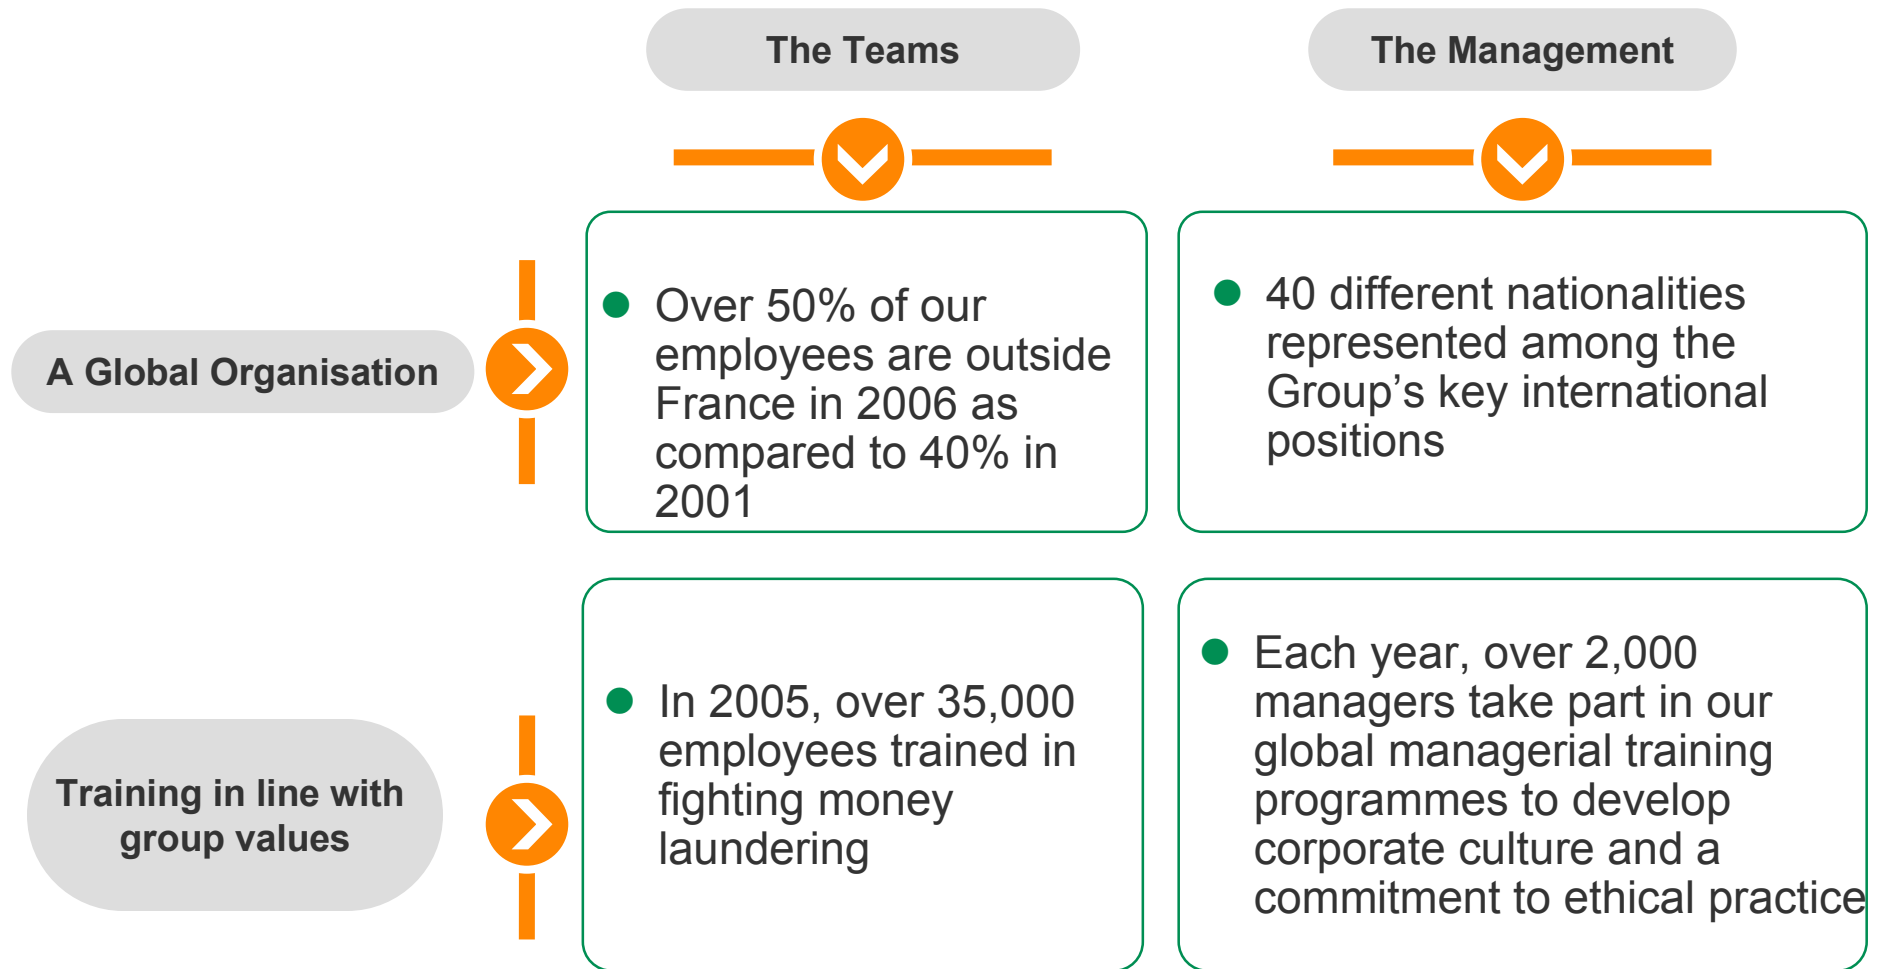 The Teams
The Management
A Global Organisation
Over 50% of our
employees are outside
France in 2006 as
compared to 40% in
2001
40 different nationalities
represented among the
Group’s key international
positions
Training in line with
group values
In 2005, over 35,000
employees trained in
fighting money
laundering
Each year, over 2,000
managers take part in our
global managerial training
programmes to develop
corporate culture and a
commitment to ethical practice